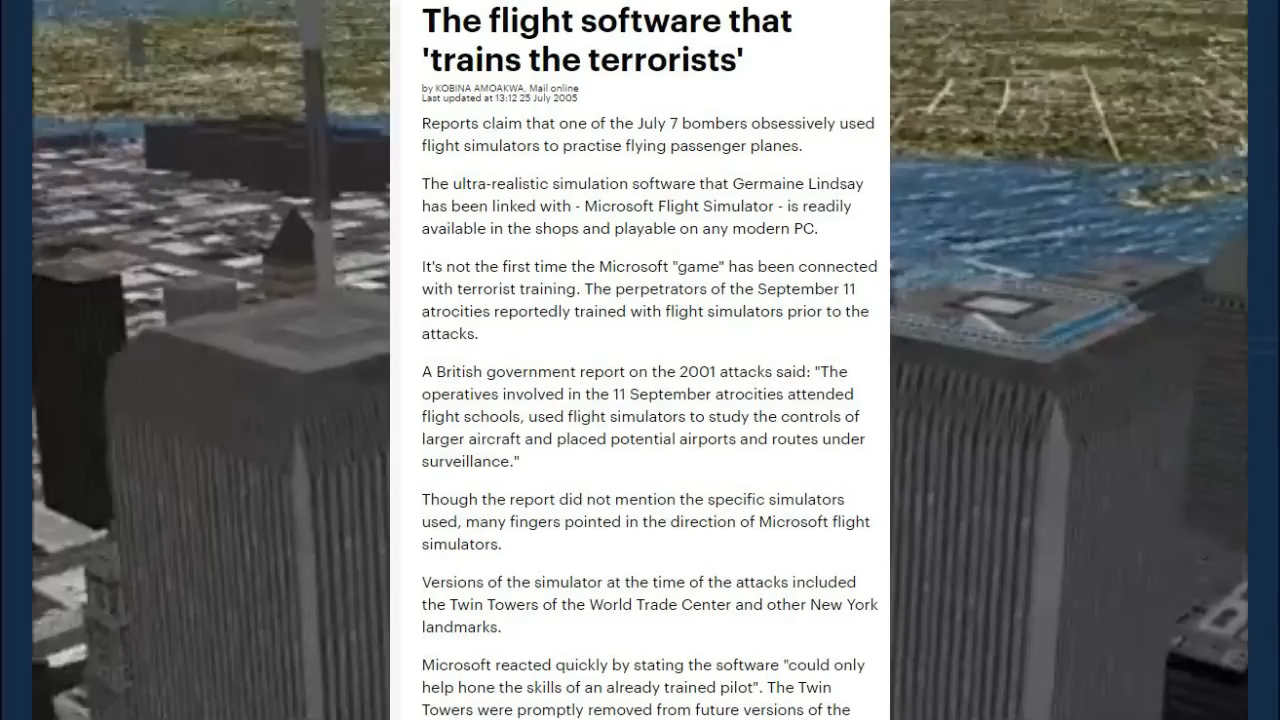 The flight software that
'trains the terrorists'
by KOBINA AMOAKWA, Mail online
Last updated at 13:12 25 July 2005
Reports claim that one of the July 7 bombers obsessively used
flight simulators to practise flying passenger planes.
The ultra-realistic simulation software that Germaine Lindsay
has been linked with - Microsoft Flight Simulator - is readily
available in the shops and playable on any modern PC.
It's not the first time the Microsoft "game" has been connected
with terrorist training. The perpetrators of the September 11
atrocities reportedly trained with flight simulators prior to the
attacks.
A British government report on the 2001 attacks said: "The
operatives involved in the 11 September atrocities attended
flight schools, used flight simulators to study the controls of
larger aircraft and placed potential airports and routes under
surveillance."
Though the report did not mention the specific simulators
used, many fingers pointed in the direction of Microsoft flight
simulators.
Versions of the simulator at the time of the attacks included
the Twin Towers of the World Trade Center and other New York
landmarks.
Microsoft reacted quickly by stating the software "could only
help hone the skills of an already trained pilot". The Twin
Towers were promptly removed from future versions of the